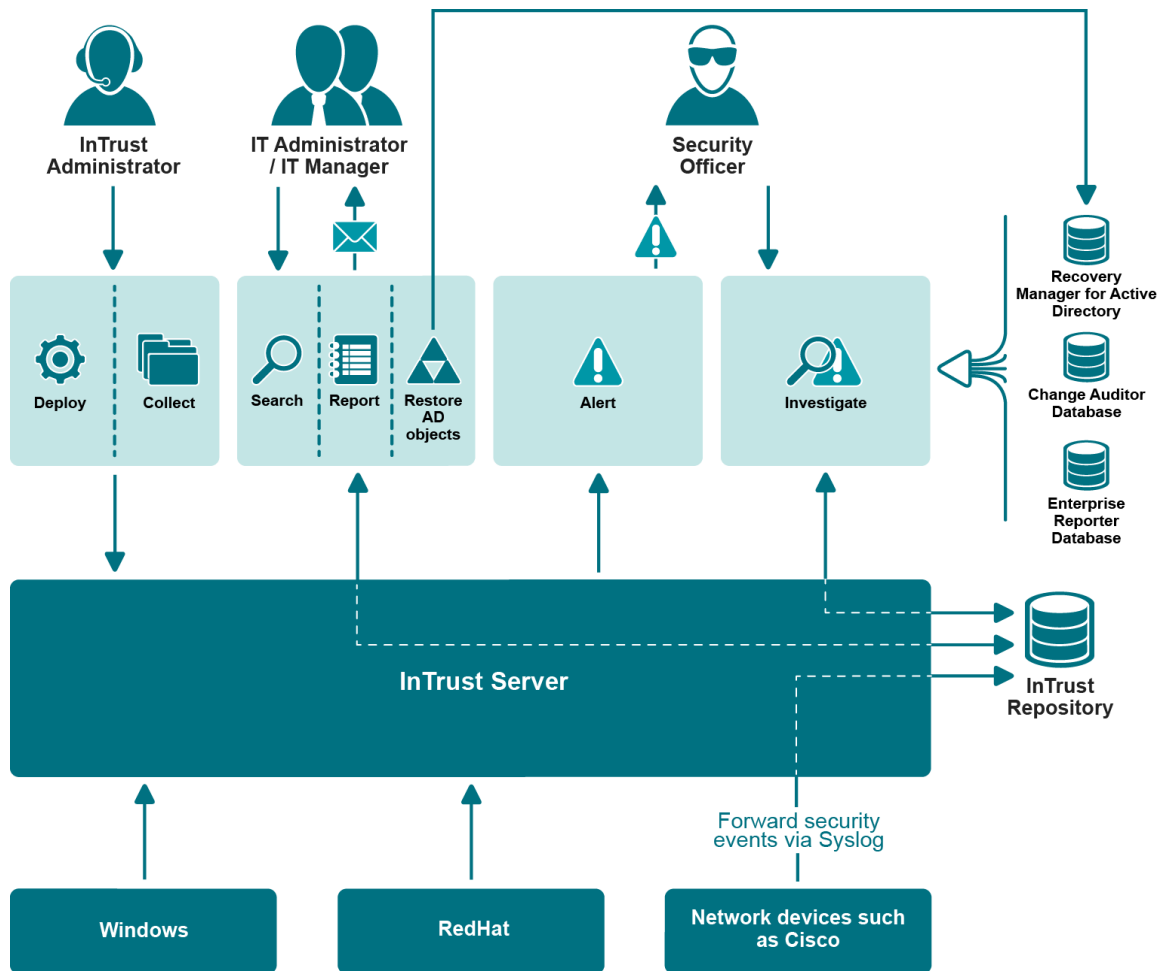 InTrust
Administrator
IT Administrator
/ IT Manager
Security
Officer
Deploy
Collect
Search
Report
Restore
AD
objects
Alert
Investigate
Recovery
Manager for Active
Directory
Change Auditor
Database
Enterprise
Reporter
Database
InTrust Server
InTrust
Repository
Forward security
events via Syslog
Windows
RedHat
Network devices such
as Cisco